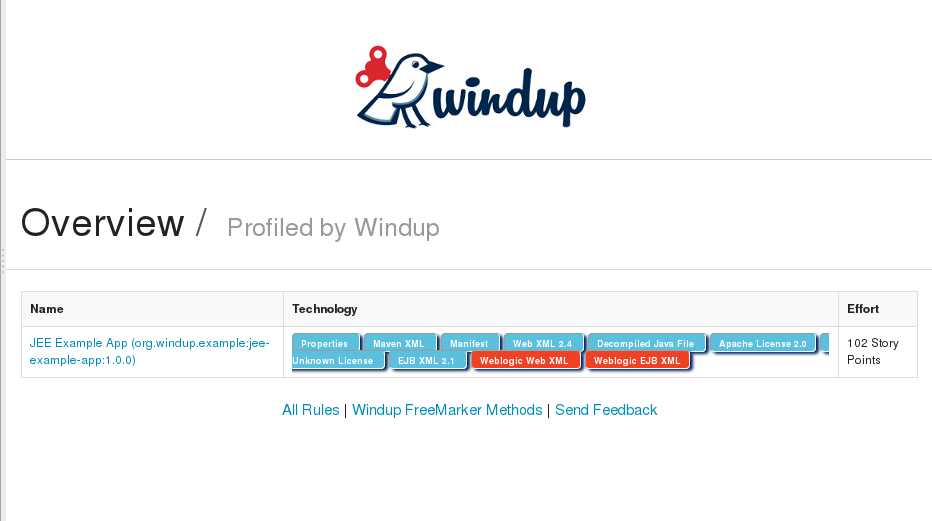 windup
Overview / Profiled by Windup
Name Technology Effort
JEE Example App (org.windup.example:jee-example-app:1.0.0)
Properties Maven XML Manifest Web XML 2.4 Decompiled Java File Apache License 2.0
Unknown License EJB XML 2.1 Weblogic Web XML Weblogic EJB XML
102 Story
Points
All Rules | Windup FreeMarker Methods | Send Feedback